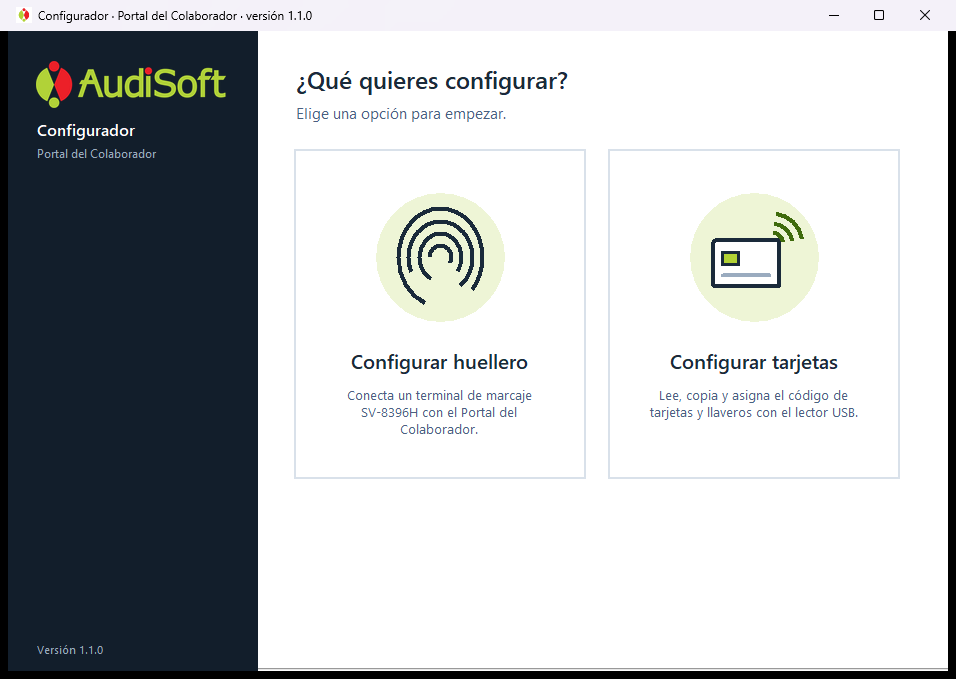 Configurador · Portal del Colaborador · versión 1.1.0
AudiSoft
Configurador
Portal del Colaborador
¿Qué quieres configurar?
Elige una opción para empezar.
Configurar huellero
Conecta un terminal de marcaje
SV-8396H con el Portal del
Colaborador.
Configurar tarjetas
Lee, copia y asigna el código de
tarjetas y llaveros con el lector USB.
Versión 1.1.0